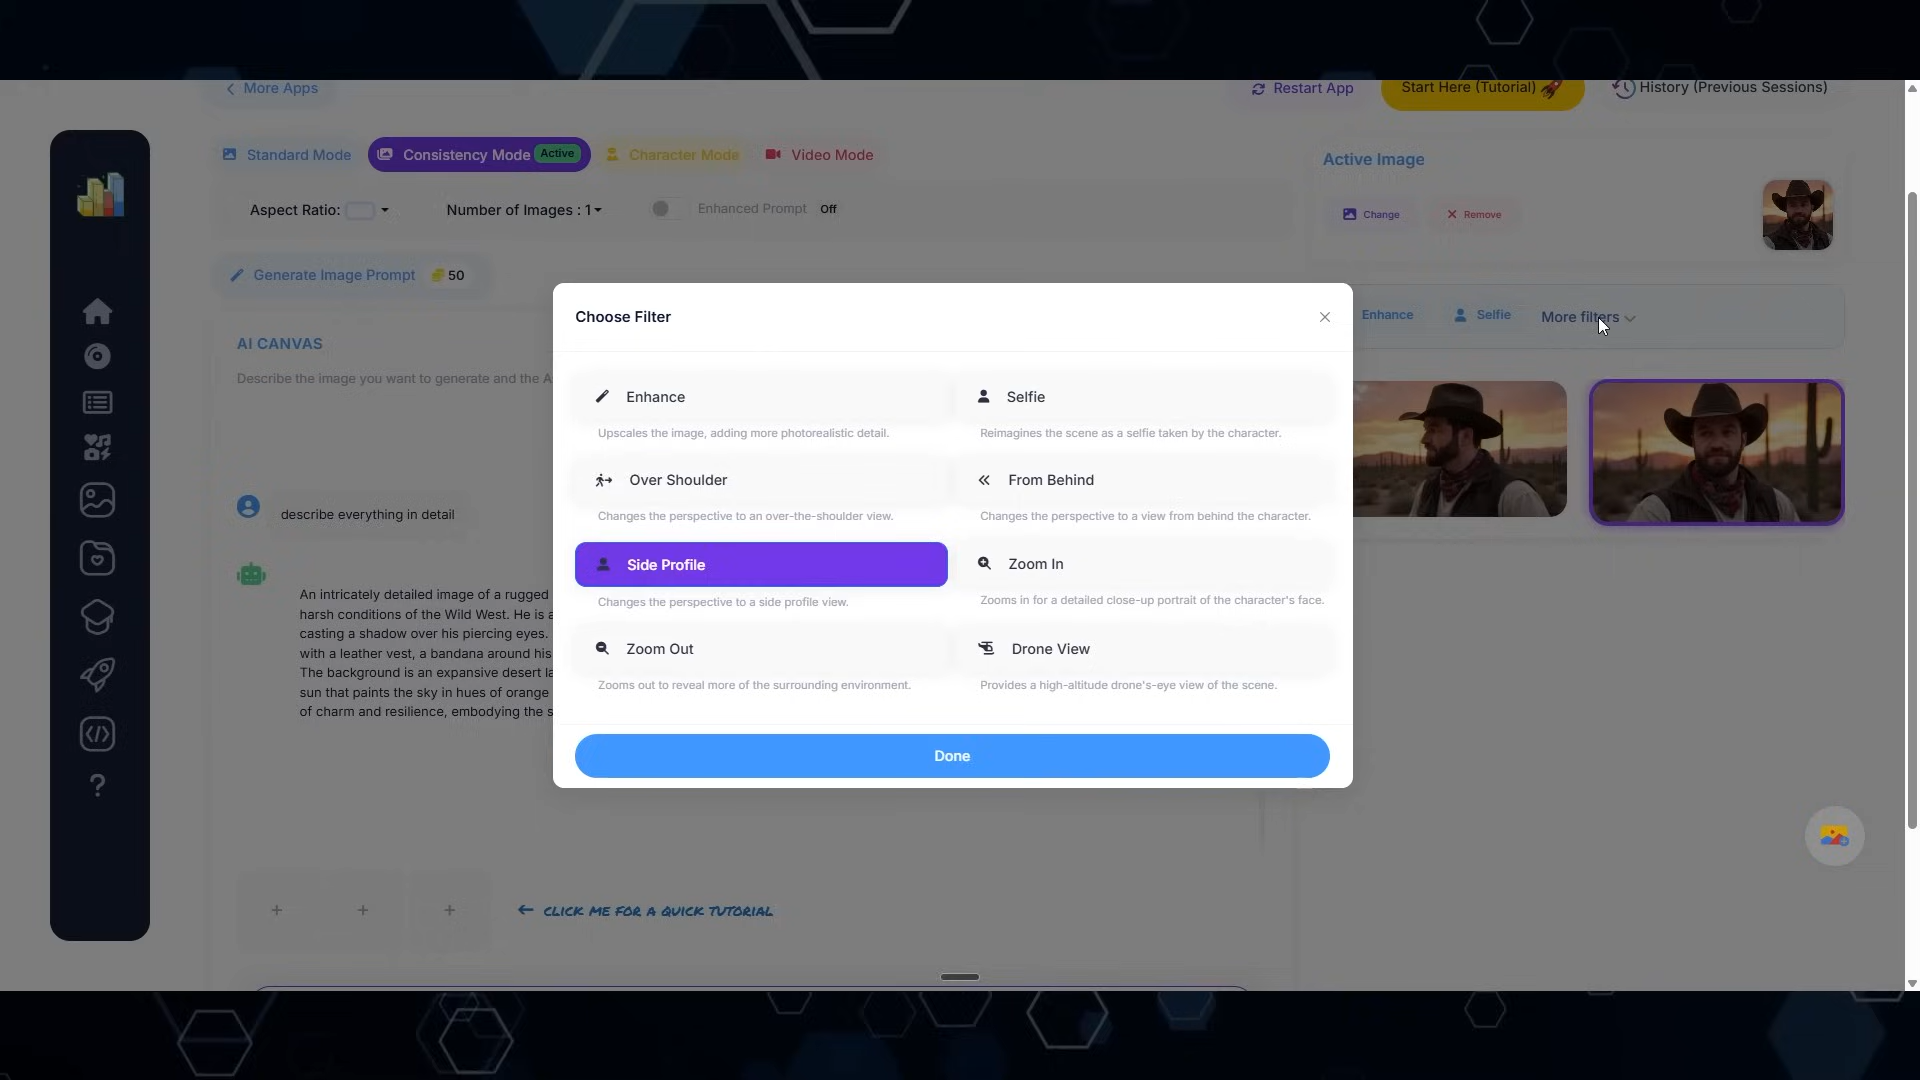 More Apps
Restart App
Start Here (Tutorial)
History (Previous Sessions)
Standard Mode
Consistency Mode Active
Character Mode
Video Mode
Active Image
Aspect Ratio:
Number of Images : 1
Enhanced Prompt Off
Change
Remove
Generate Image Prompt 50
Choose Filter
Enhance
Selfie
More filters
AI CANVAS
Describe the image you want to generate and the A
Enhance
Upscales the image, adding more photorealistic detail.
Selfie
Reimagines the scene as a selfie taken by the character.
Over Shoulder
Changes the perspective to an over-the-shoulder view.
From Behind
Changes the perspective to a view from behind the character.
describe everything in detail
Side Profile
Changes the perspective to a side profile view.
Zoom In
Zooms in for a detailed close-up portrait of the character's face.
An intricately detailed image of a rugged
harsh conditions of the Wild West. He is a
casting a shadow over his piercing eyes.
with a leather vest, a bandana around his
The background is an expansive desert la
sun that paints the sky in hues of orange
of charm and resilience, embodying the s
Zoom Out
Zooms out to reveal more of the surrounding environment.
Drone View
Provides a high-altitude drone's-eye view of the scene.
Done
CLICK ME FOR A QUICK TUTORIAL